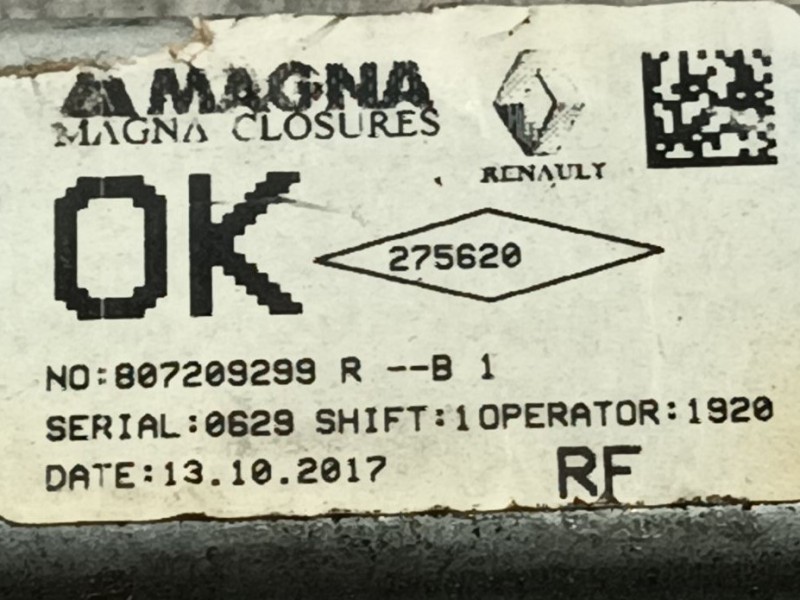 MAGNA
MAGNA CLOSURES
RENAULT
OK
275620
NO:807209299 R --B 1
SERIAL:0629 SHIFT:1OPERATOR:1920
DATE:13.10.2017
RF